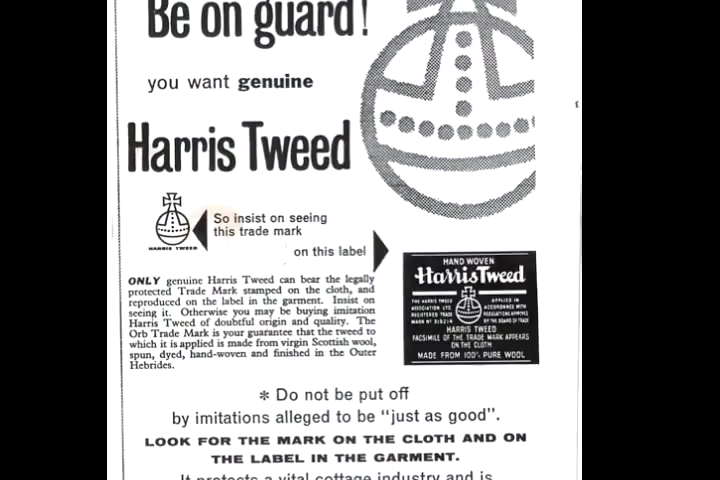 Be on guard!
you want genuine
Harris Tweed
HARRIS TWEED
So insist on seeing
this trade mark
on this label
ONLY genuine Harris Tweed can bear the legally
protected Trade Mark stamped on the cloth, and
reproduced on the label in the garment. Insist on
seeing it. Otherwise you may be buying imitation
Harris Tweed of doubtful origin and quality. The
Orb Trade Mark is your guarantee that the tweed to
which it is applied is made from virgin Scottish wool,
spun, dyed, hand-woven and finished in the Outer
Hebrides.
HAND WOVEN
Harris Tweed
THE HARRIS TWEED
ASSOCIATION LTD.
REGISTERED TRADE
MARK Nº
APPLIED IN
ACCORDANCE WITH
REGULATIONS APPROVED
BY THE BOARD OF TRADE
HARRIS TWEED
FACSIMILE OF THE TRADE MARK APPEARS
ON THE CLOTH
MADE FROM 100% PURE WOOL
* Do not be put off
by imitations alleged to be "just as good".
LOOK FOR THE MARK ON THE CLOTH AND ON
THE LABEL IN THE GARMENT.
It protects a vital cottage industry and is